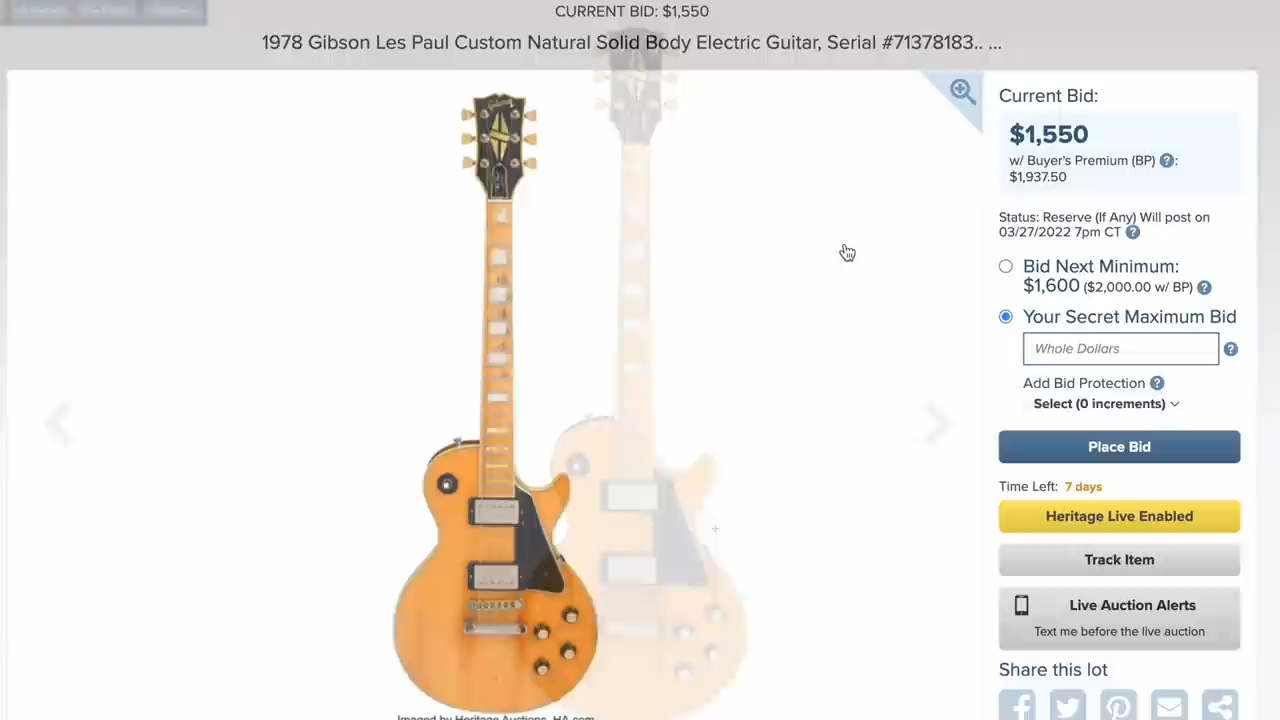 CURRENT BID: $1,550
1978 Gibson Les Paul Custom Natural Solid Body Electric Guitar, Serial #71378183.. ...
Current Bid:
$1,550
w/ Buyer's Premium (BP) ?:
$1,937.50
Status: Reserve (If Any) Will post on
03/27/2022 7pm CT ?
Bid Next Minimum:
$1,600 ($2,000.00 w/ BP) ?
Your Secret Maximum Bid
Whole Dollars ?
Add Bid Protection ?
Select (0 increments)
Place Bid
Time Left: 7 days
Heritage Live Enabled
Track Item
Live Auction Alerts
Text me before the live auction
Share this lot
Gibson
Imaged by Heritage Auctions, HA.com